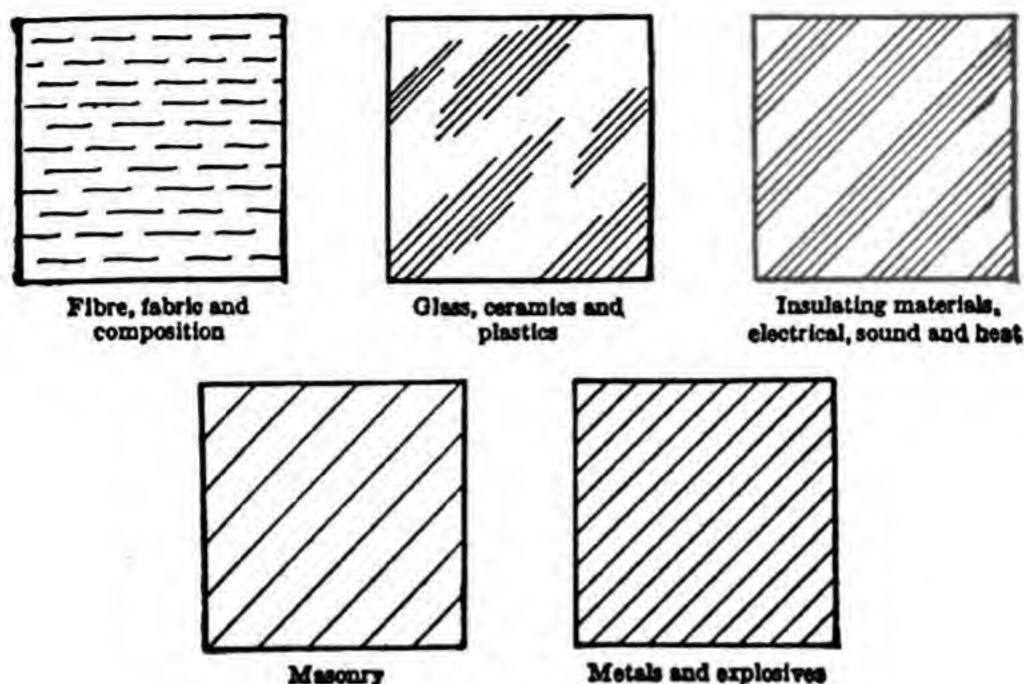 Fibre, fabric and
composition
Glass, ceramics and
plastics
Insulating materials,
electrical, sound and heat
Masonry
Metals and explosives